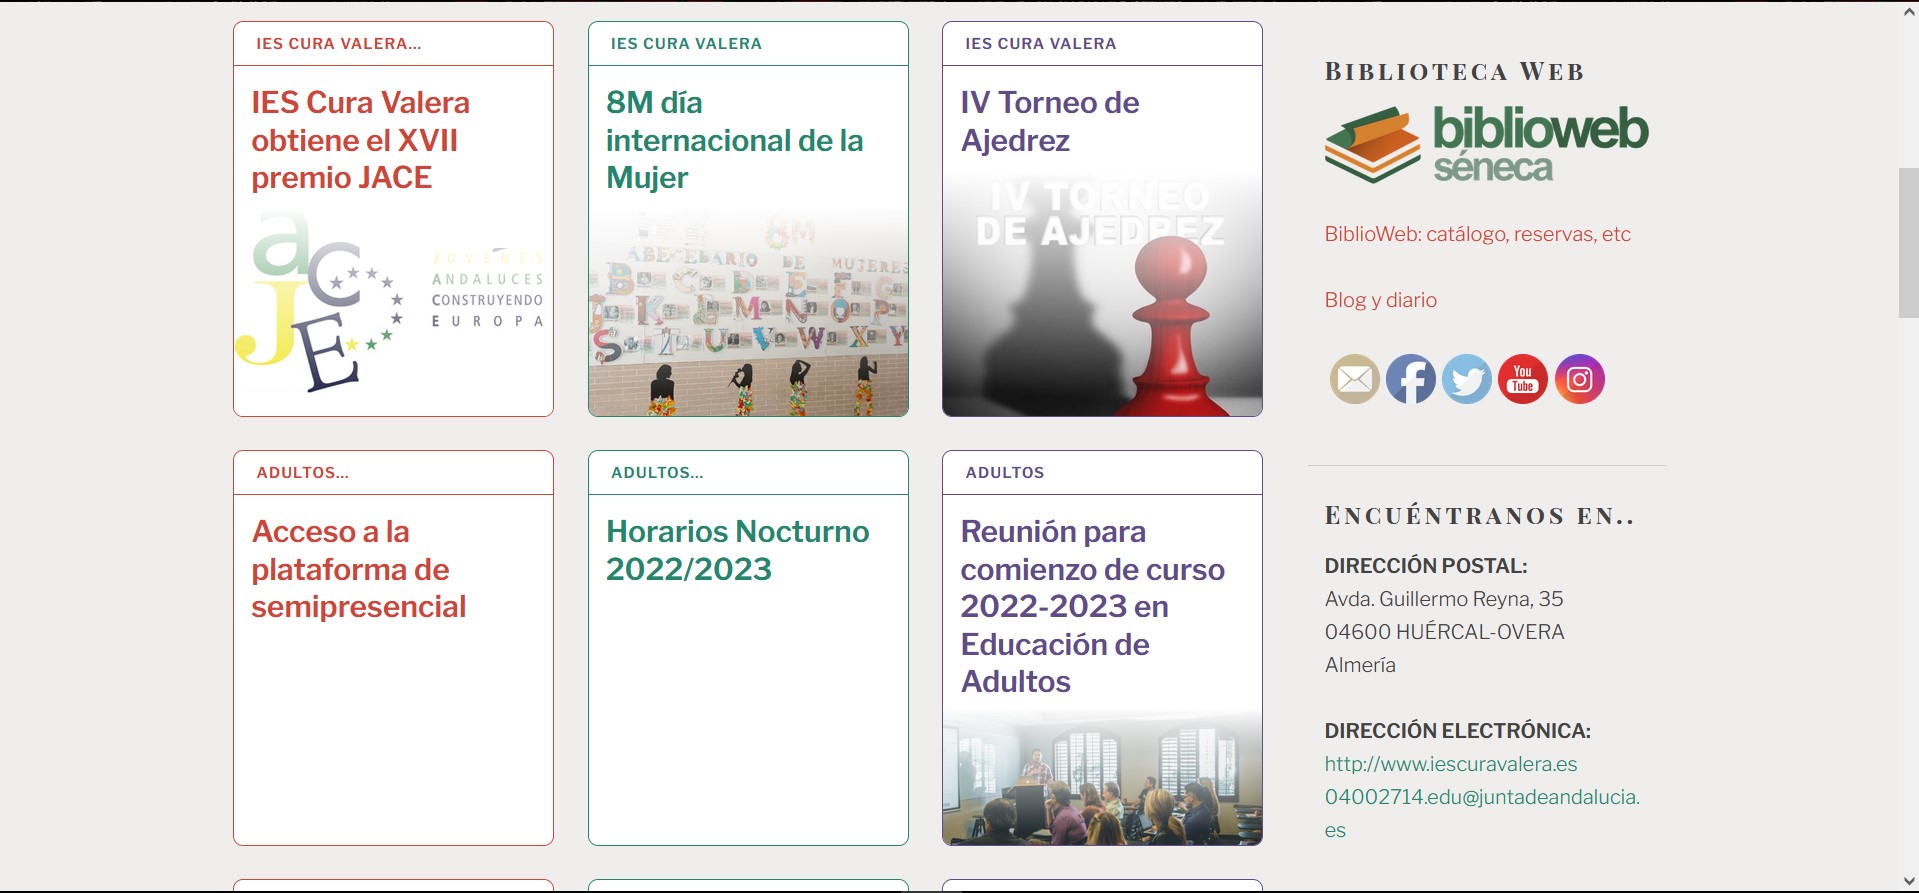 IES CURA VALERA...
IES Cura Valera
obtiene el XVII
premio JACE
aCJE
JÓVENES
ANDALUCES
CONSTRUYENDO
EUROPA
IES CURA VALERA
8M día
internacional de la
Mujer
8M
ABECEDARIO DE MUJERES
B C D E F G
J K L M N Ñ O P
S T U V W X Y
IES CURA VALERA
IV Torneo de
Ajedrez
IV TORNEO
DE AJEDREZ
ADULTOS...
Acceso a la
plataforma de
semipresencial
ADULTOS...
Horarios Nocturno
2022/2023
ADULTOS
Reunión para
comienzo de curso
2022-2023 en
Educación de
Adultos
BIBLIOTECA WEB
biblioweb
séneca
BiblioWeb: catálogo, reservas, etc
Blog y diario
You
Tube
ENCUÉNTRANOS EN..
DIRECCIÓN POSTAL:
Avda. Guillermo Reyna, 35
04600 HUÉRCAL-OVERA
Almería
DIRECCIÓN ELECTRÓNICA:
http://www.iescuravalera.es
04002714.edu@juntadeandalucia.
es